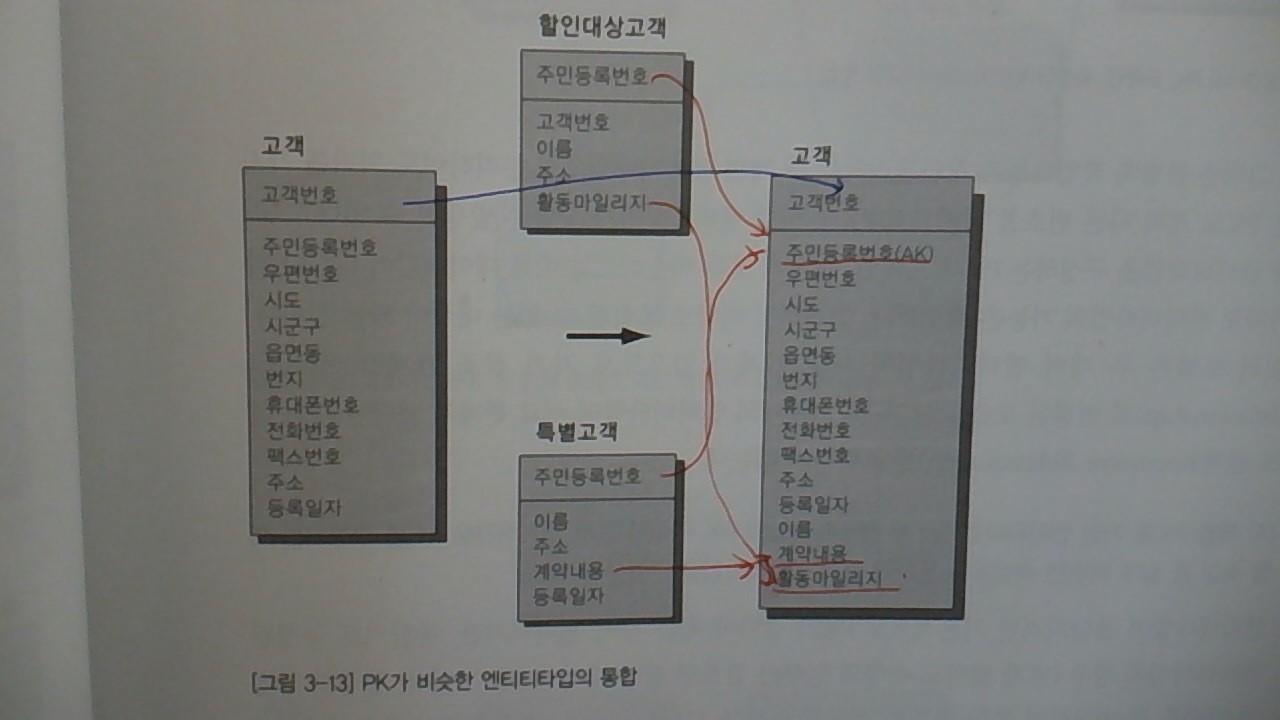 할인대상고객
주민등록번호
고객번호
이름
주소
활동마일리지
고객
고객번호
주민등록번호
우편번호
시도
시군구
읍면동
번지
휴대폰번호
전화번호
팩스번호
주소
등록일자
특별고객
주민등록번호
이름
주소
계약내용
등록일자
고객
고객번호
주민등록번호(AK)
우편번호
시도
시군구
읍면동
번지
휴대폰번호
전화번호
팩스번호
주소
등록일자
이름
계약내용
활동마일리지
[그림 3-13] PK가 비슷한 엔티티타입의 통합